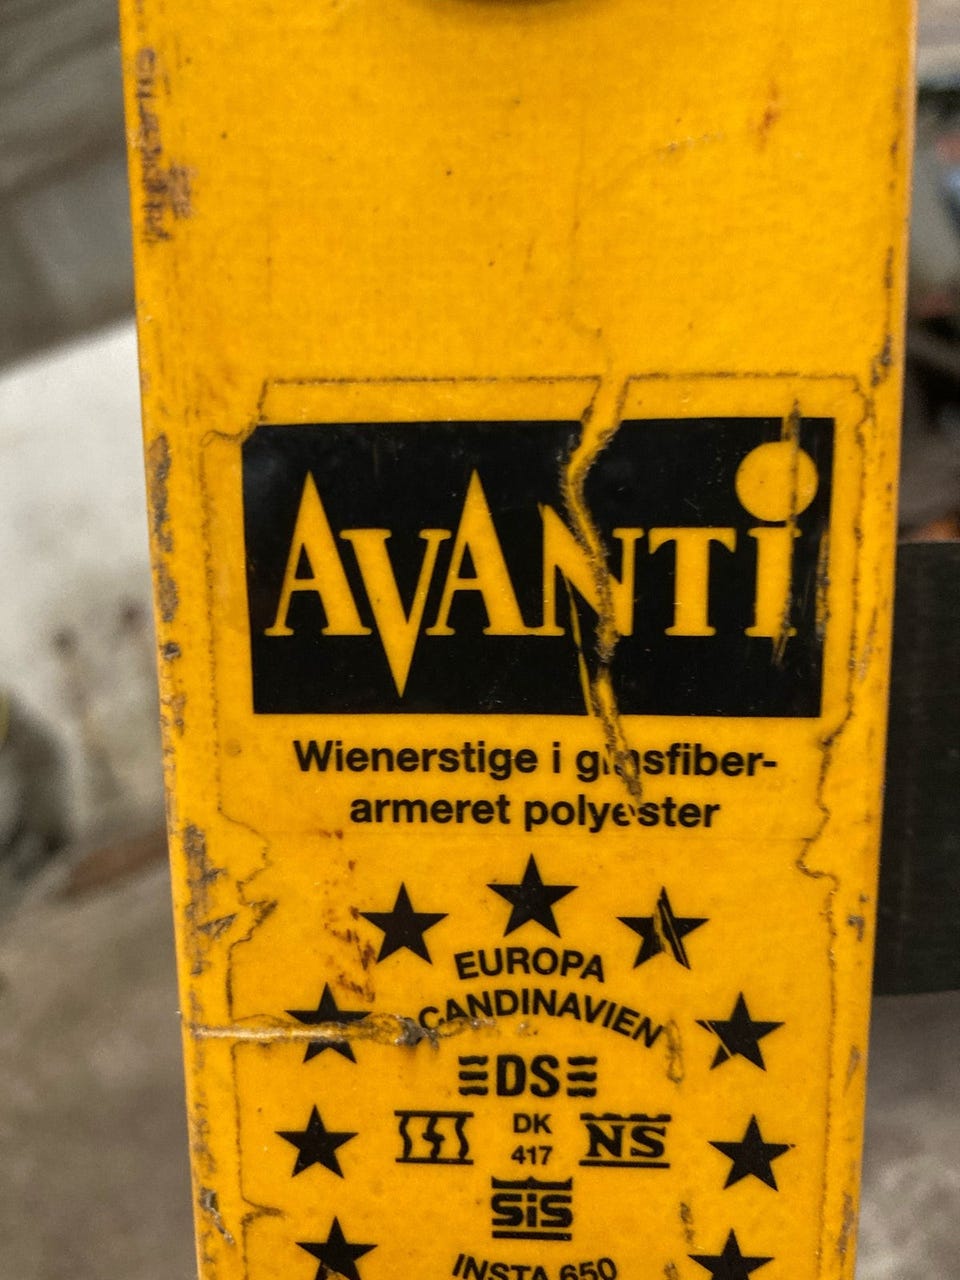 AVANTi
Wienerstige i glasfiber-
armeret polyester
EUROPA
SCANDINAVIEN
DS
DK
417
NS
SiS
INSTA 650